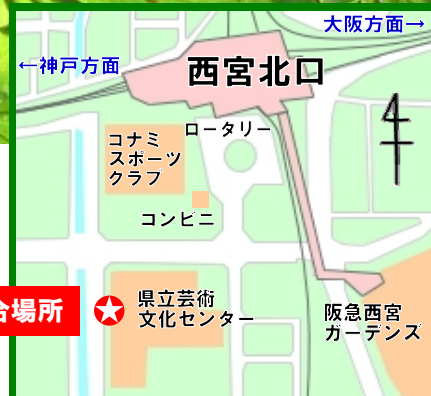 大阪方面→
←神戸方面
西宮北口
ロータリー
コナミ
スポーツ
クラブ
コンビニ
合場所
県立芸術
文化センター
阪急西宮
ガーデンズ